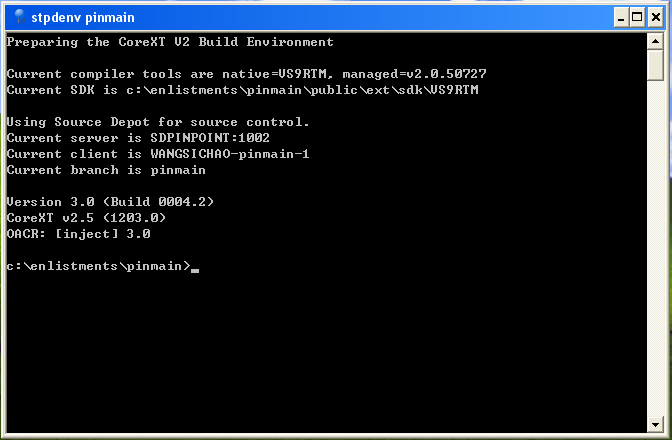 stpdenv pinmain
Preparing the CoreXT V2 Build Environment
Current compiler tools are native=VS9RTM, managed=v2.0.50727
Current SDK is c:\enlistments\pinmain\public\ext\sdk\VS9RTM
Using Source Depot for source control.
Current server is SDPINPOINT:1002
Current client is WANGSICHAO-pinmain-1
Current branch is pinmain
Version 3.0 (Build 0004.2)
CoreXT v2.5 (1203.0)
OACR: [inject] 3.0
c:\enlistments\pinmain>_